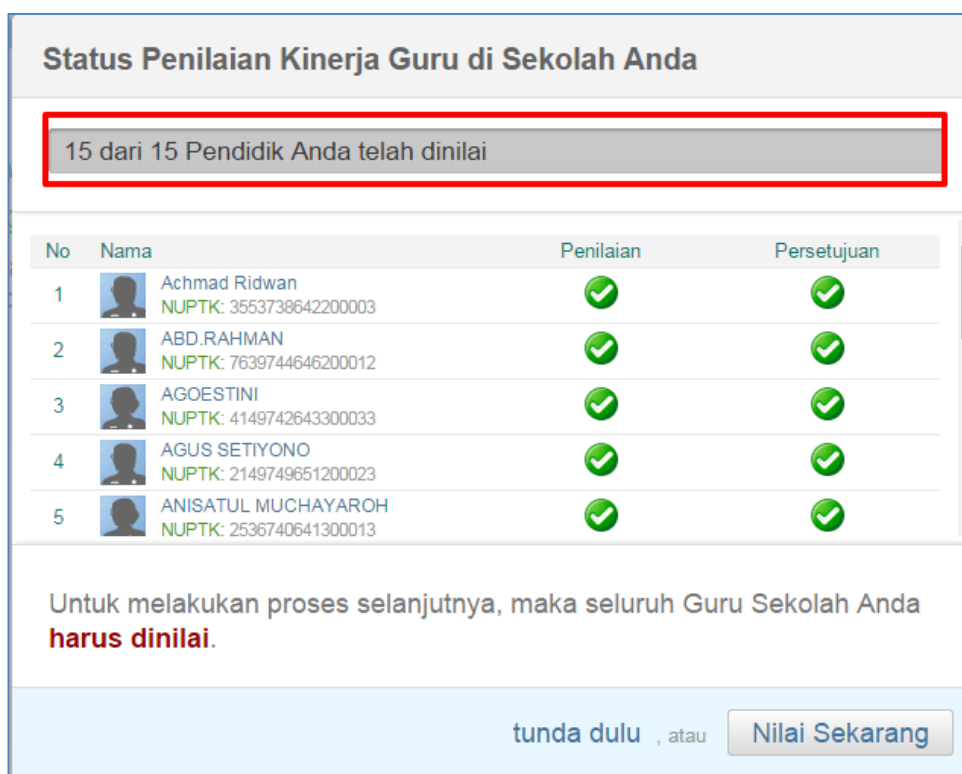 Status Penilaian Kinerja Guru di Sekolah Anda
15 dari 15 Pendidik Anda telah dinilai
No Nama Penilaian Persetujuan
1 Achmad Ridwan
NUPTK: 3553738642200003
2 ABD.RAHMAN
NUPTK: 7639744646200012
3 AGOESTINI
NUPTK: 4149742643300033
4 AGUS SETIYONO
NUPTK: 2149749651200023
5 ANISATUL MUCHAYAROH
NUPTK: 2536740641300013
Untuk melakukan proses selanjutnya, maka seluruh Guru Sekolah Anda
harus dinilai.
tunda dulu , atau Nilai Sekarang